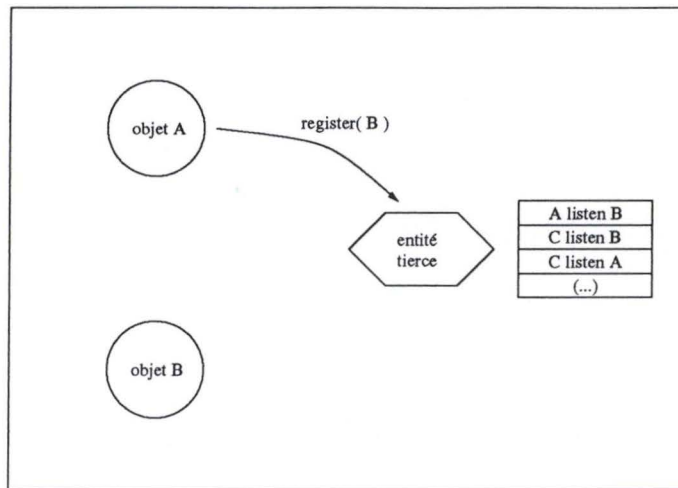 objet A
register( B )
entité
tierce
A listen B
C listen B
C listen A
(...)
objet B